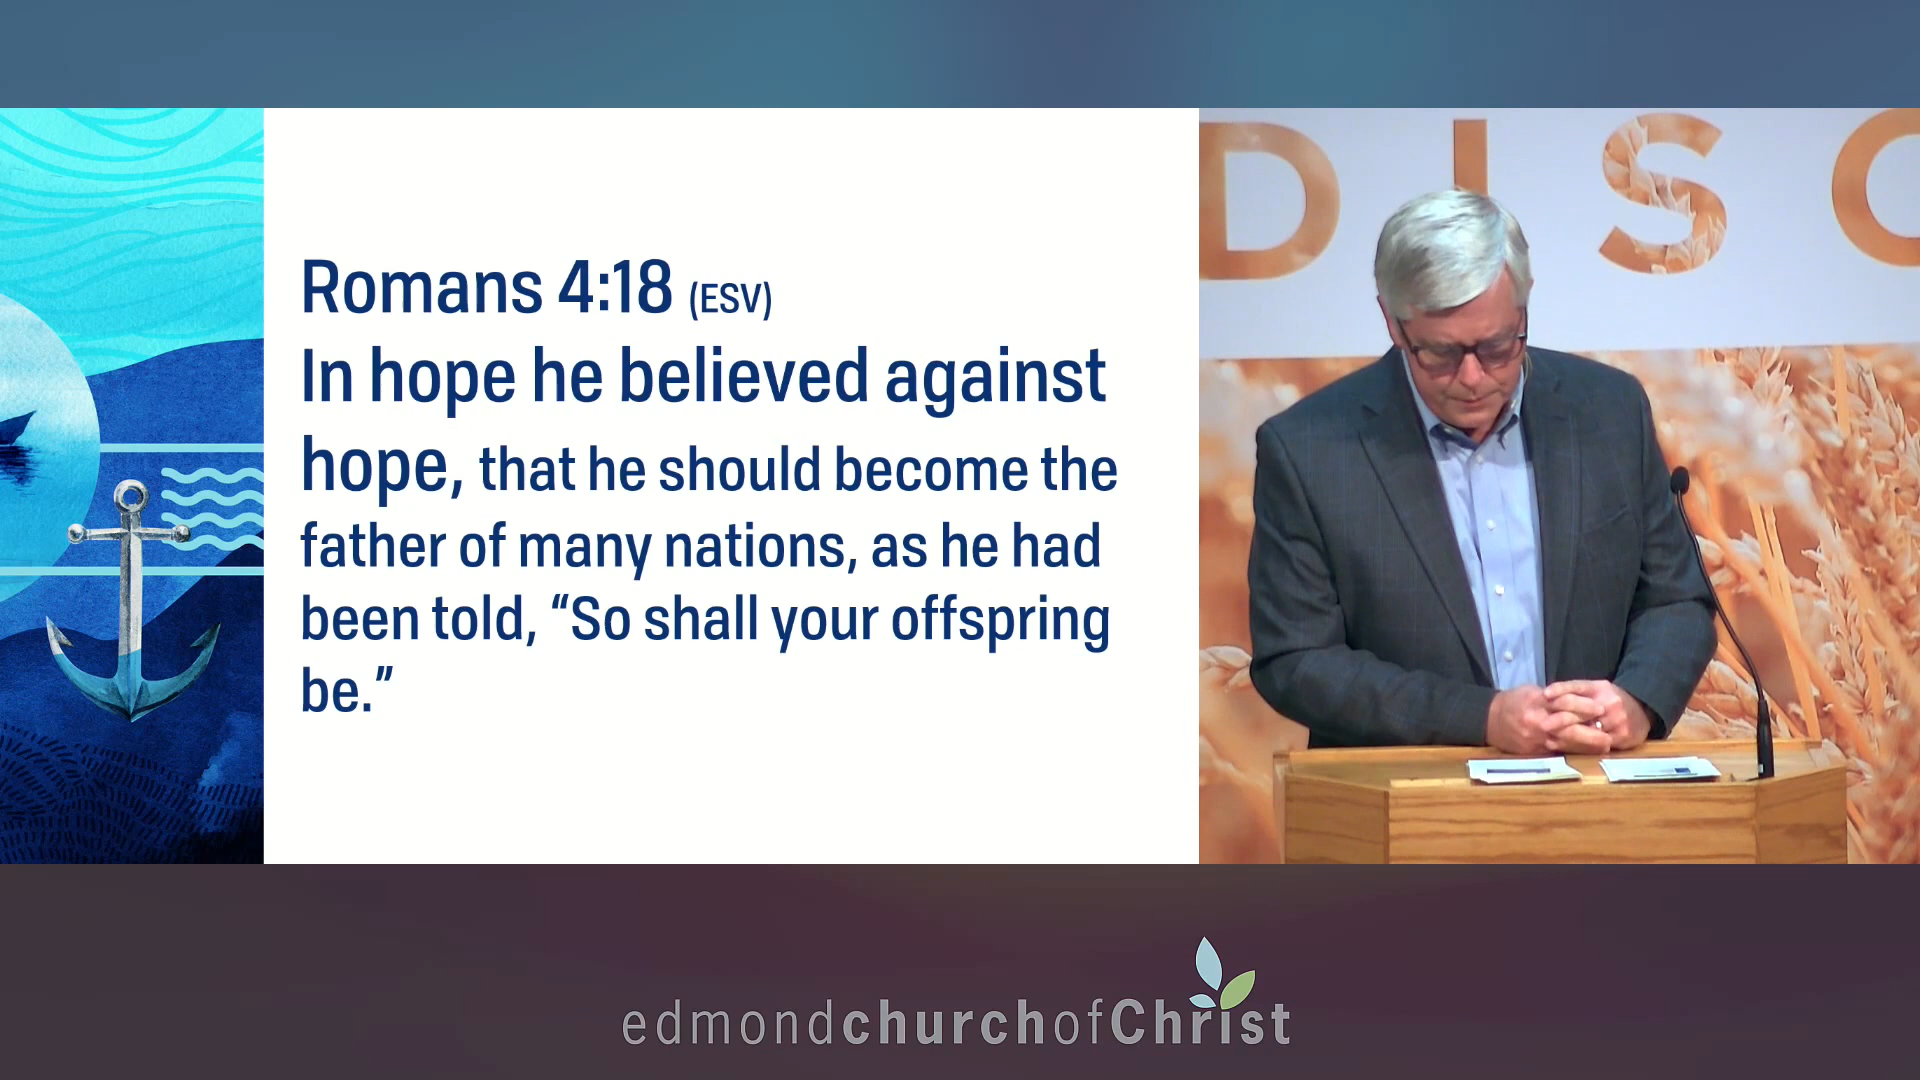 Romans 4:18 (ESV)
In hope he believed against
hope, that he should become the
father of many nations, as he had
been told, “So shall your offspring
be.”
DISC
edmondchurchofChrist